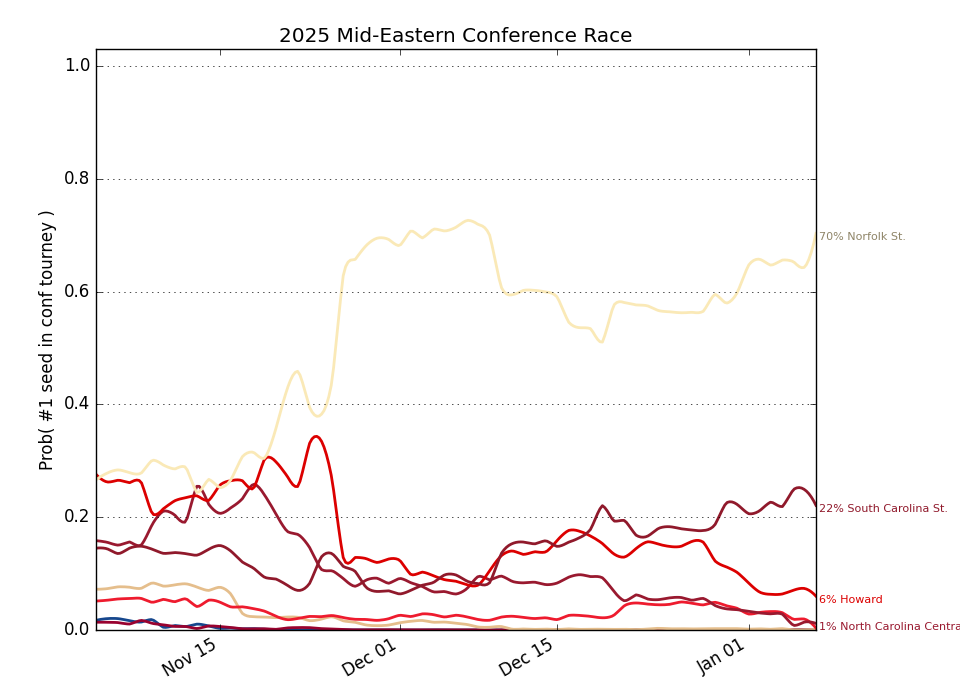 2025 Mid-Eastern Conference Race
Prob( #1 seed in conf tourney )
1.0
0.8
0.6
0.4
0.2
0.0
70% Norfolk St.
22% South Carolina St.
6% Howard
1% North Carolina Centra
Nov 15
Dec 01
Dec 15
Jan 01